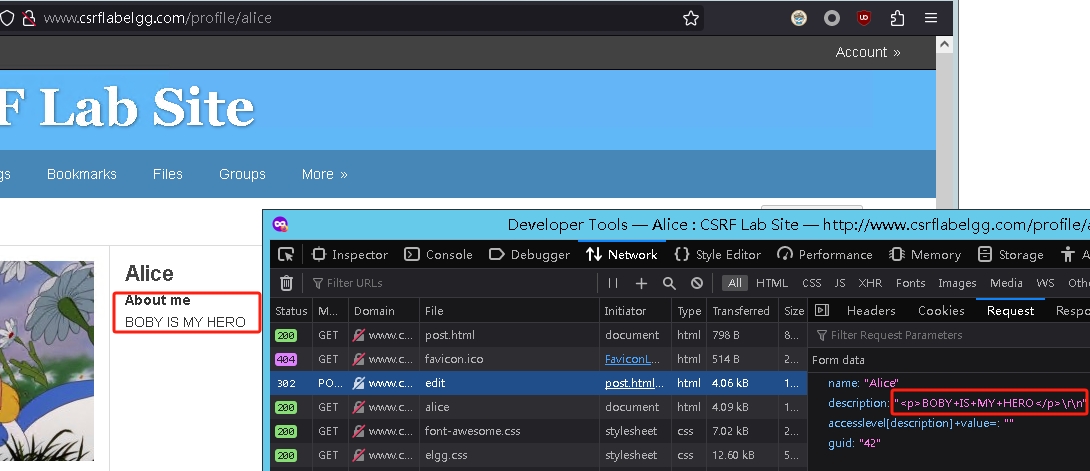 www.csrflabelgg.com/profile/alice
Account »
F Lab Site
gs Bookmarks Files Groups More »
Developer Tools — Alice : CSRF Lab Site — http://www.csrflabelgg.com/profile/a
Inspector Console Debugger Network Style Editor Performance Memory Storage A
Filter URLs All HTML CSS JS XHR Fonts Images Media WS Othe
Alice
About me
BOBY IS MY HERO
Status M... Domain File Initiator Type Transferred Size Headers Cookies Request Respo
200 GET www.c... post.html document html 798 B 8...
Filter Request Parameters
404 GET www.c... favicon.ico FaviconL... html 514 B 2...
Form data
302 PO... www.c... edit post.html... html 4.06 kB 1...
name: "Alice"
200 GET www.c... alice document html 4.09 kB 1...
description: "<p>BOBY+IS+MY+HERO</p>\r\n"
200 GET www.c... font-awesome.css stylesheet css 7.02 kB 3...
accesslevel[description]+value=: ""
200 GET www.c... elgg.css stylesheet css 12.60 kB 5...
guid: "42"